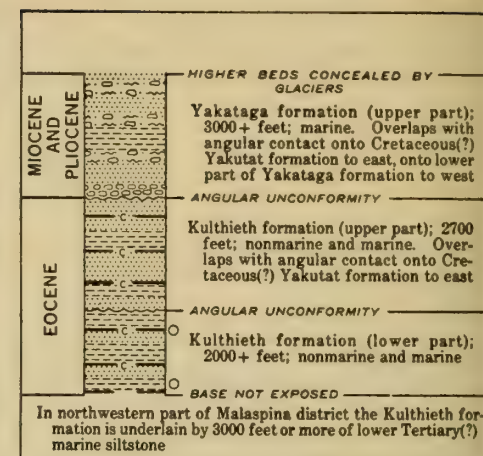 MIOCENE
AND
PLIOCENE
HIGHER BEDS CONCEALED BY
GLACIERS
Yakataga formation (upper part);
3000+ feet; marine. Overlaps with
angular contact onto Cretaceous(?)
Yakutat formation to east, onto lower
part of Yakataga formation to west
ANGULAR UNCONFORMITY
EOCENE
Kulthieth formation (upper part); 2700
feet; nonmarine and marine. Over-
laps with angular contact onto Cre-
taceous(?) Yakutat formation to east
C
C
C
ANGULAR UNCONFORMITY
Kulthieth formation (lower part);
2000+ feet; nonmarine and marine
C
C
BASE NOT EXPOSED
In northwestern part of Malaspina district the Kulthieth for-
mation is underlain by 3000 feet or more of lower Tertiary(?)
marine siltstone